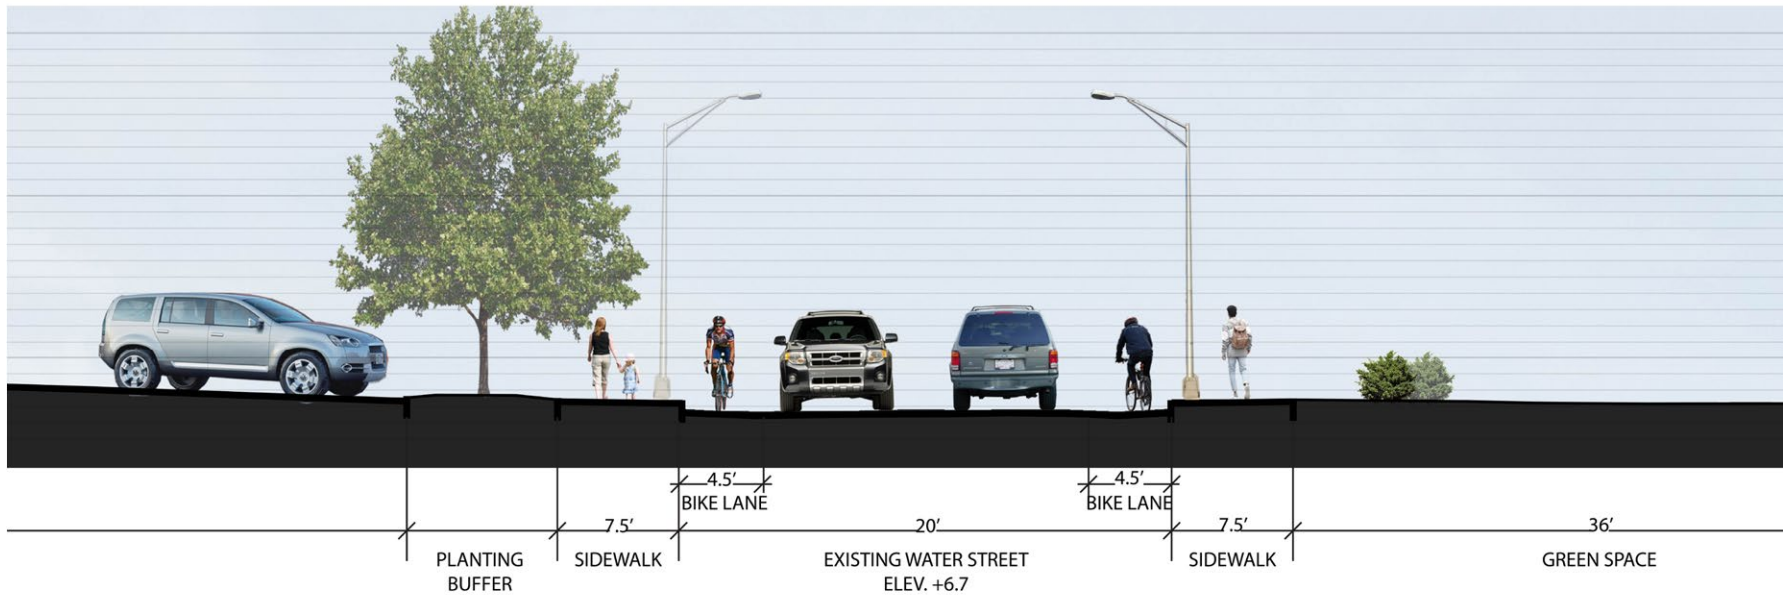 4.5’
BIKE LANE
4.5’
BIKE LANE
7.5’
20’
7.5’
36’
PLANTING
BUFFER
SIDEWALK
EXISTING WATER STREET
ELEV. +6.7
SIDEWALK
GREEN SPACE